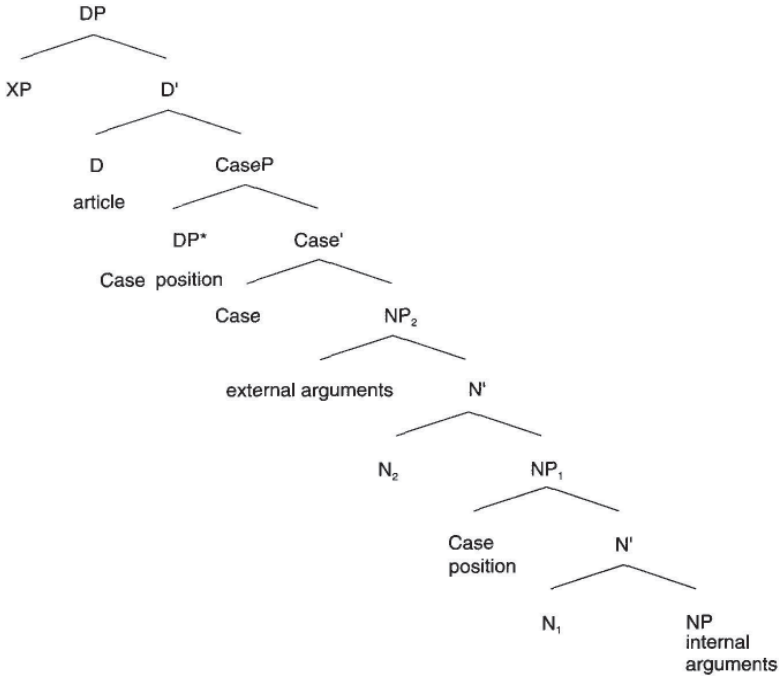 DP
XP D'
D CaseP
article
DP* Case'
Case position
Case NP₂
external arguments N'
N₂ NP₁
Case N'
position
N₁ NP
internal
arguments